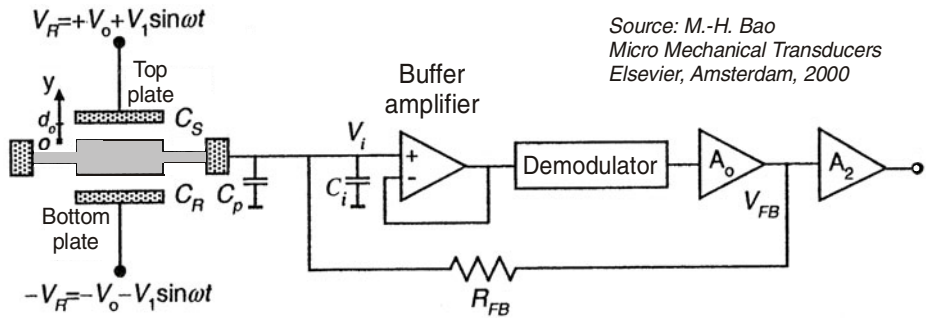 V_R=+V_o+V_1sinωt
Source: M.-H. Bao
Micro Mechanical Transducers
Elsevier, Amsterdam, 2000
y
Top
plate
d_o
o
C_S
Buffer
amplifier
V_i
+
-
Demodulator
A_o
A_2
C_R
C_p
C_i
V_FB
Bottom
plate
R_FB
-V_R=-V_o-V_1sinωt